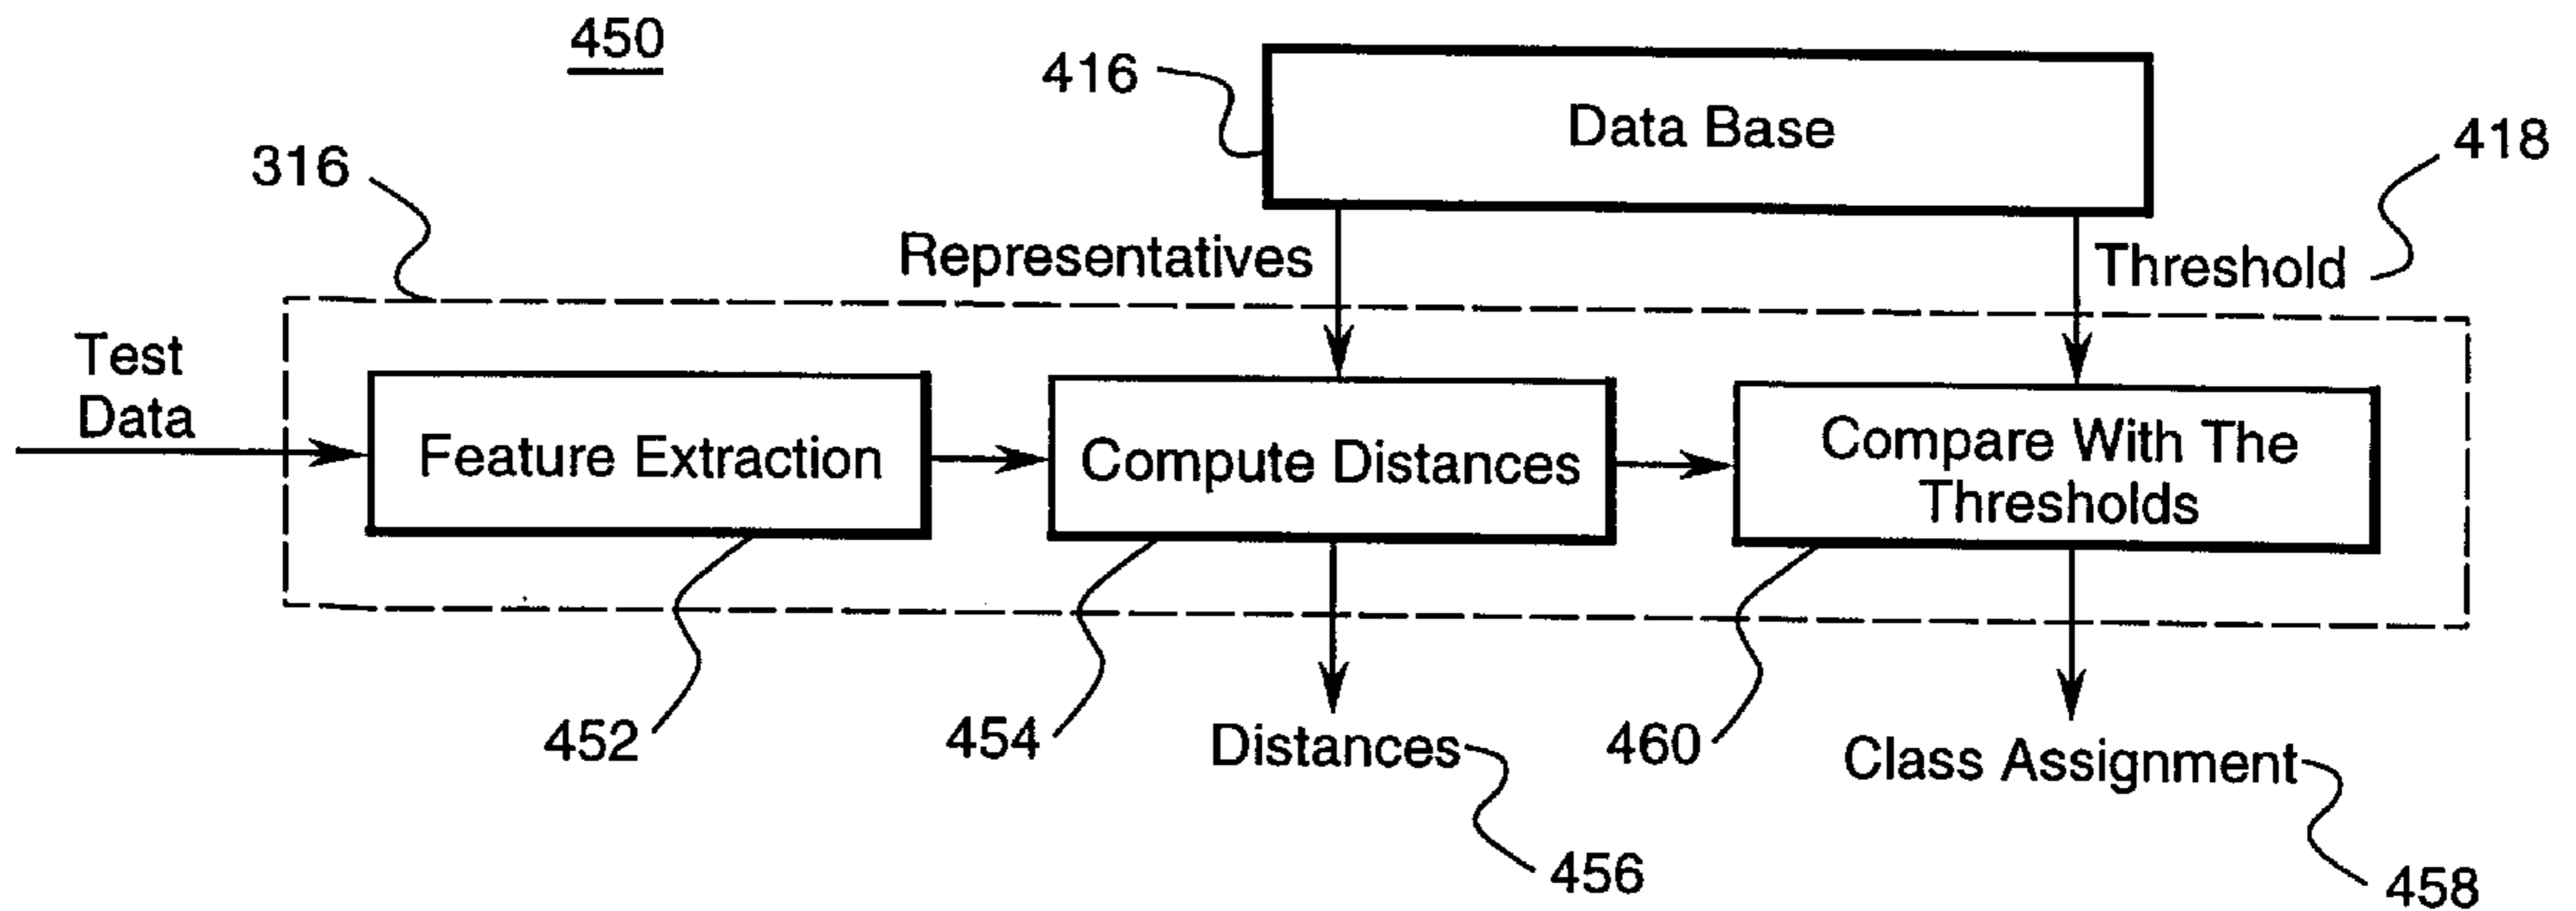 450
416
Data Base
418
316
Representatives
Threshold
Test
Data
Feature Extraction
Compute Distances
Compare With The
Thresholds
452
454
Distances
460
Class Assignment
456
458